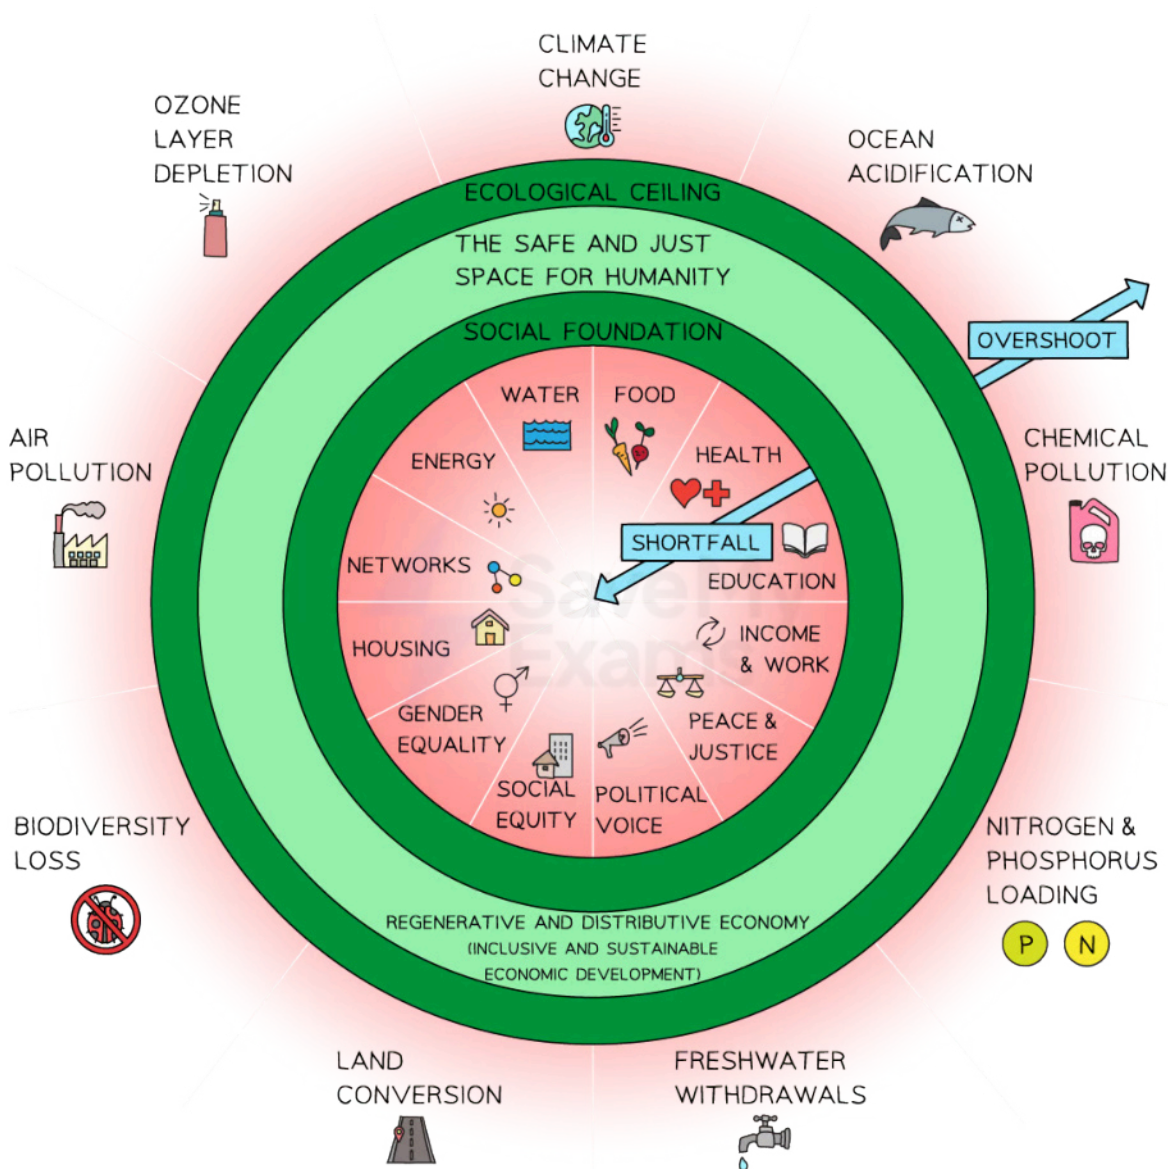 CLIMATE
CHANGE
OZONE
LAYER
DEPLETION
OCEAN
ACIDIFICATION
ECOLOGICAL CEILING
THE SAFE AND JUST
SPACE FOR HUMANITY
SOCIAL FOUNDATION
OVERSHOOT
WATER
FOOD
AIR
POLLUTION
CHEMICAL
POLLUTION
ENERGY
HEALTH
SHORTFALL
NETWORKS
EDUCATION
Save My
Exams
HOUSING
INCOME
& WORK
GENDER
EQUALITY
PEACE &
JUSTICE
SOCIAL
EQUITY
POLITICAL
VOICE
BIODIVERSITY
LOSS
NITROGEN &
PHOSPHORUS
LOADING
P N
REGENERATIVE AND DISTRIBUTIVE ECONOMY
(INCLUSIVE AND SUSTAINABLE
ECONOMIC DEVELOPMENT)
LAND
CONVERSION
FRESHWATER
WITHDRAWALS